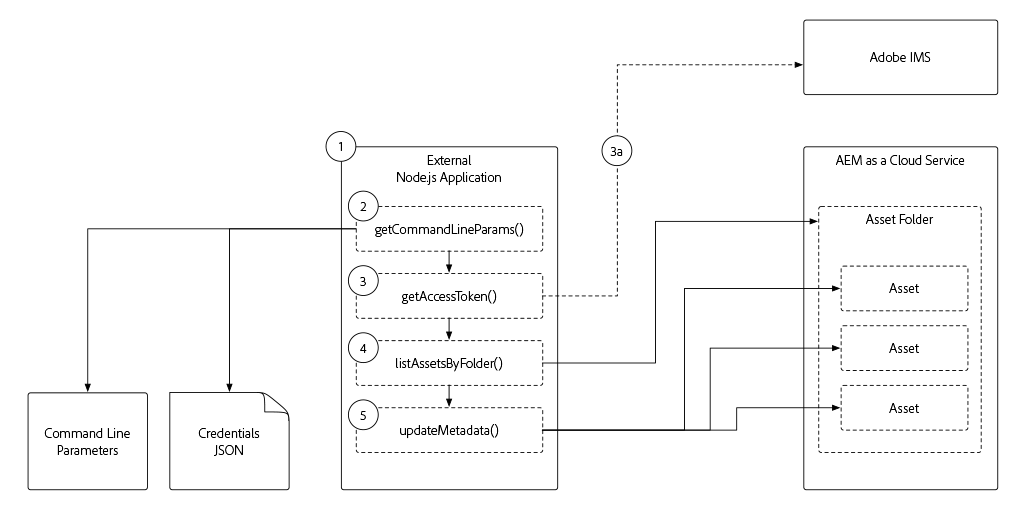 Adobe IMS
1
External
Node.js Application
3a
AEM as a Cloud Service
2
getCommandLineParams()
Asset Folder
3
getAccessToken()
Asset
4
listAssetsByFolder()
Asset
5
updateMetadata()
Asset
Command Line
Parameters
Credentials
JSON